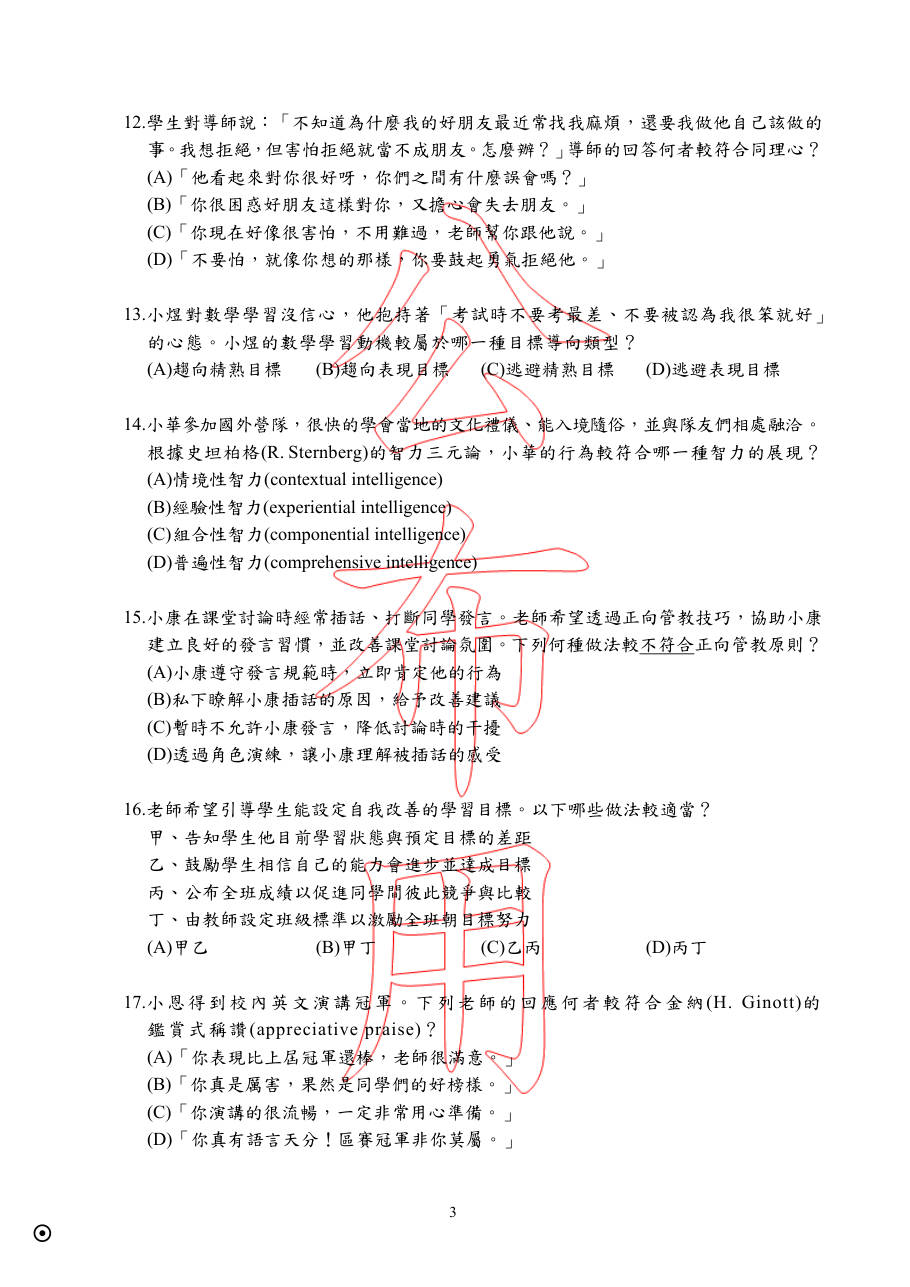 12.學生對導師說：「不知道為什麼我的好朋友最近常找我麻煩，還要我做他自己該做的
事。我想拒絕，但害怕拒絕就當不成朋友。怎麼辦？」導師的回答何者較符合同理心？
(A)「他看起來對你很好呀，你們之間有什麼誤會嗎？」
(B)「你很困惑好朋友這樣對你，又擔心會失去朋友。」
(C)「你現在好像很害怕，不用難過，老師幫你跟他說。」
(D)「不要怕，就像你想的那樣，你要鼓起勇氣拒絕他。」
13.小煜對數學學習沒信心，他抱持著「考試時不要考最差、不要被認為我很笨就好」
的心態。小煜的數學學習動機較屬於哪一種目標導向類型？
(A)趨向精熟目標 (B)趨向表現目標 (C)逃避精熟目標 (D)逃避表現目標
14.小華參加國外營隊，很快的學會當地的文化禮儀、能入境隨俗，並與隊友們相處融洽。
根據史坦柏格(R. Sternberg)的智力三元論，小華的行為較符合哪一種智力的展現？
(A)情境性智力(contextual intelligence)
(B)經驗性智力(experiential intelligence)
(C)組合性智力(componential intelligence)
(D)普遍性智力(comprehensive intelligence)
15.小康在課堂討論時經常插話、打斷同學發言。老師希望透過正向管教技巧，協助小康
建立良好的發言習慣，並改善課堂討論氛圍。下列何種做法較不符合正向管教原則？
(A)小康遵守發言規範時，立即肯定他的行為
(B)私下瞭解小康插話的原因，給予改善建議
(C)暫時不允許小康發言，降低討論時的干擾
(D)透過角色演練，讓小康理解被插話的感受
16.老師希望引導學生能設定自我改善的學習目標。以下哪些做法較適當？
甲、告知學生他目前學習狀態與預定目標的差距
乙、鼓勵學生相信自己的能力會進步並達成目標
丙、公布全班成績以促進同學間彼此競爭與比較
丁、由教師設定班級標準以激勵全班朝目標努力
(A)甲乙 (B)甲丁 (C)乙丙 (D)丙丁
17.小恩得到校內英文演講冠軍。下列老師的回應何者較符合金納(H. Ginott)的
鑑賞式稱讚(appreciative praise)？
(A)「你表現比上屆冠軍還棒，老師很滿意。」
(B)「你真是厲害，果然是同學們的好榜樣。」
(C)「你演講的很流暢，一定非常用心準備。」
(D)「你真有語言天分！區賽冠軍非你莫屬。」
公布用
3